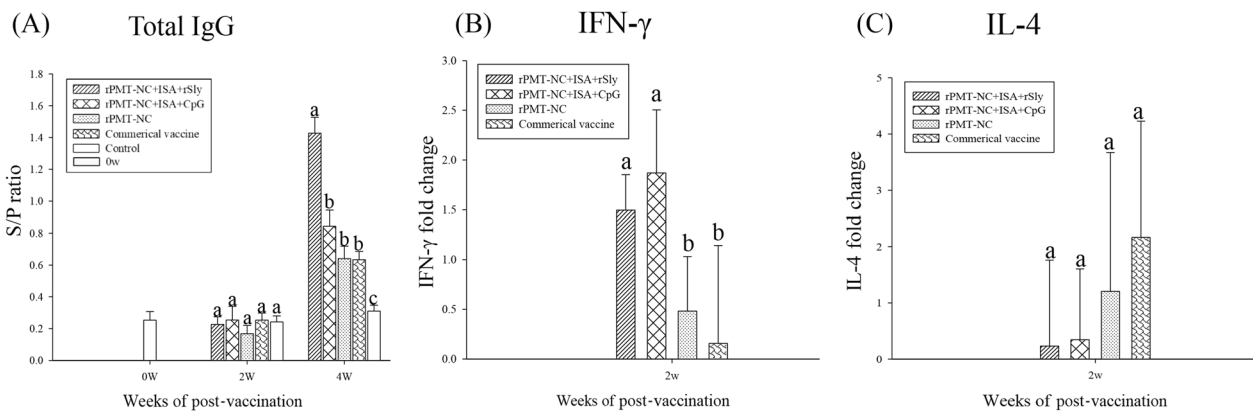 (A) Total IgG
1.8
1.6
1.4
1.2
1.0
0.8
0.6
0.4
0.2
0.0
S/P ratio
rPMT-NC+ISA+rSly
rPMT-NC+ISA+CpG
rPMT-NC
Commerical vaccine
Control
0w
a
a
a
a
a
a
b
b
b
c
0W 2W 4W
Weeks of post-vaccination
(B) IFN-γ
3.0
2.5
2.0
1.5
1.0
0.5
0.0
IFN-γ fold change
rPMT-NC+ISA+rSly
rPMT-NC+ISA+CpG
rPMT-NC
Commerical vaccine
a
a
b
b
2w
Weeks of post-vaccination
(C) IL-4
5
4
3
2
1
0
IL-4 fold change
rPMT-NC+ISA+rSly
rPMT-NC+ISA+CpG
rPMT-NC
Commerical vaccine
a
a
a
a
2w
Weeks of post-vaccination